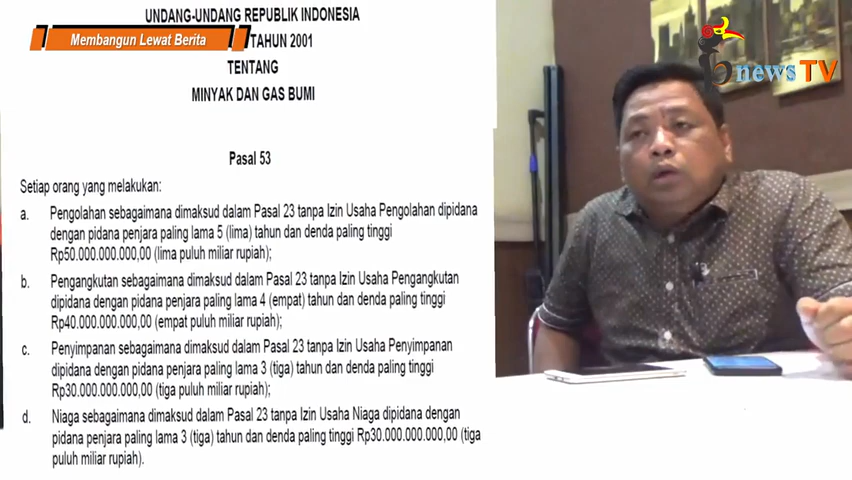 UNDANG-UNDANG REPUBLIK INDONESIA
Membangun Lewat Berita
TAHUN 2001
TENTANG
MINYAK DAN GAS BUMI
Pasal 53
Setiap orang yang melakukan:
a. Pengolahan sebagaimana dimaksud dalam Pasal 23 tanpa Izin Usaha Pengolahan dipidana
dengan pidana penjara paling lama 5 (lima) tahun dan denda paling tinggi
Rp50.000.000.000,00 (lima puluh miliar rupiah);
b. Pengangkutan sebagaimana dimaksud dalam Pasal 23 tanpa Izin Usaha Pengangkutan
dipidana dengan pidana penjara paling lama 4 (empat) tahun dan denda paling tinggi
Rp40.000.000.000,00 (empat puluh miliar rupiah);
c. Penyimpanan sebagaimana dimaksud dalam Pasal 23 tanpa Izin Usaha Penyimpanan
dipidana dengan pidana penjara paling lama 3 (tiga) tahun dan denda paling tinggi
Rp30.000.000.000,00 (tiga puluh miliar rupiah);
d. Niaga sebagaimana dimaksud dalam Pasal 23 tanpa Izin Usaha Niaga dipidana dengan
pidana penjara paling lama 3 (tiga) tahun dan denda paling tinggi Rp30.000.000.000,00 (tiga
puluh miliar rupiah).
bnewsTV